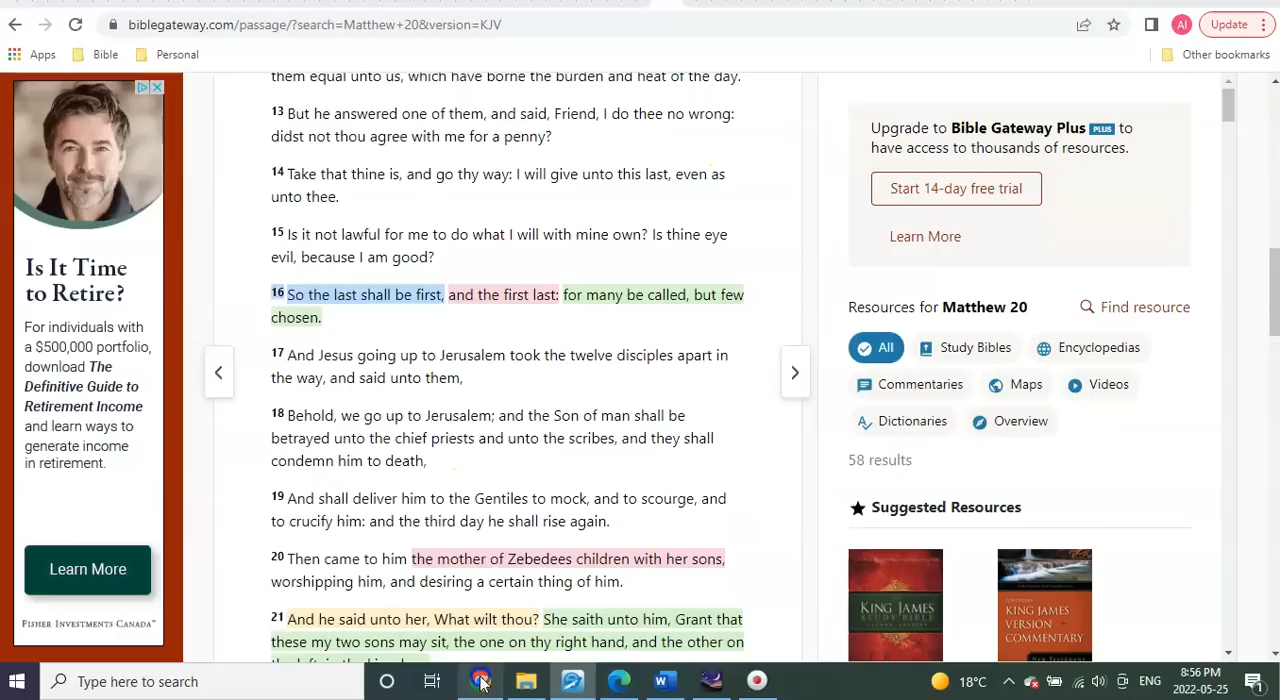 biblegateway.com/passage/?search=Matthew+20&version=KJV
AI
Update
Apps
Bible
Personal
Other bookmarks
Is It Time
to Retire?
For individuals with
a $500,000 portfolio,
download The
Definitive Guide to
Retirement Income
and learn ways to
generate income
in retirement.
Learn More
FISHER INVESTMENTS CANADA™
them equal unto us, which have borne the burden and heat of the day.
13 But he answered one of them, and said, Friend, I do thee no wrong:
didst not thou agree with me for a penny?
14 Take that thine is, and go thy way: I will give unto this last, even as
unto thee.
15 Is it not lawful for me to do what I will with mine own? Is thine eye
evil, because I am good?
16 So the last shall be first, and the first last: for many be called, but few
chosen.
17 And Jesus going up to Jerusalem took the twelve disciples apart in
the way, and said unto them,
18 Behold, we go up to Jerusalem; and the Son of man shall be
betrayed unto the chief priests and unto the scribes, and they shall
condemn him to death,
19 And shall deliver him to the Gentiles to mock, and to scourge, and
to crucify him: and the third day he shall rise again.
20 Then came to him the mother of Zebedees children with her sons,
worshipping him, and desiring a certain thing of him.
21 And he said unto her, What wilt thou? She saith unto him, Grant that
these my two sons may sit, the one on thy right hand, and the other on
Upgrade to Bible Gateway Plus PLUS to
have access to thousands of resources.
Start 14-day free trial
Learn More
Resources for Matthew 20
Find resource
All
Study Bibles
Encyclopedias
Commentaries
Maps
Videos
Dictionaries
Overview
58 results
Suggested Resources
KING JAMES
STUDY BIBLE
KING JAMES
VERSION
COMMENTARY
Type here to search
18°C
ENG
8:56 PM
2022-05-25
1